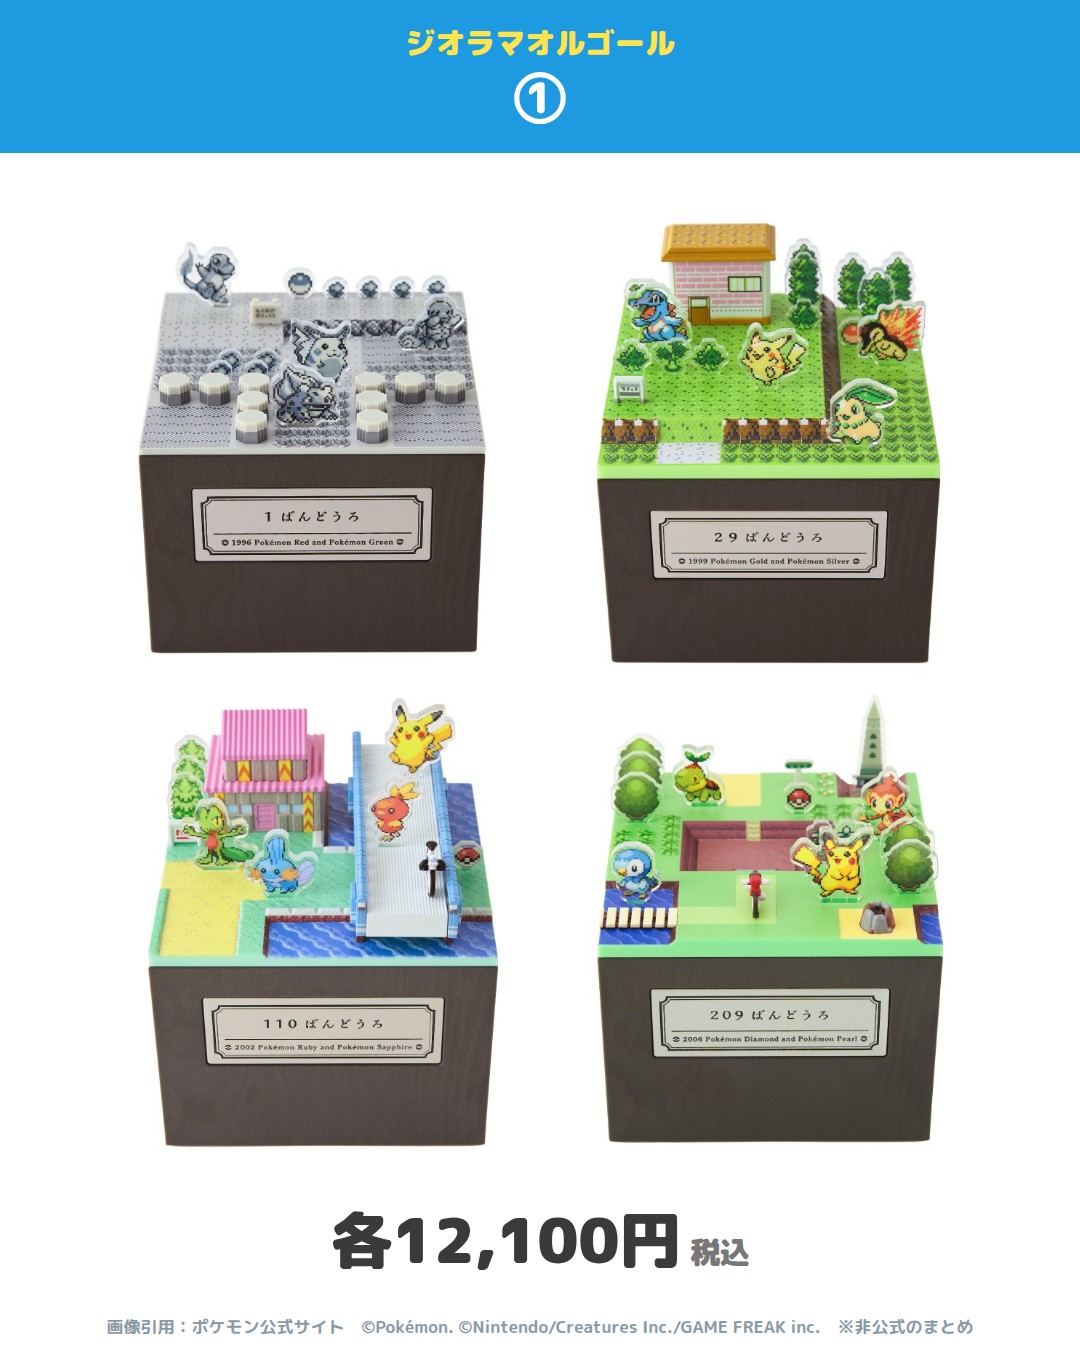 ジオラマオルゴール
①
1 ばんどうろ
1996 Pokémon Red and Pokémon Green
29 ばんどうろ
1999 Pokémon Gold and Pokémon Silver
110 ばんどうろ
2002 Pokémon Ruby and Pokémon Sapphire
209 ばんどうろ
2006 Pokémon Diamond and Pokémon Pearl
各12,100円 税込
画像引用：ポケモン公式サイト　©Pokémon. ©Nintendo/Creatures Inc./GAME FREAK inc.　※非公式のまとめ